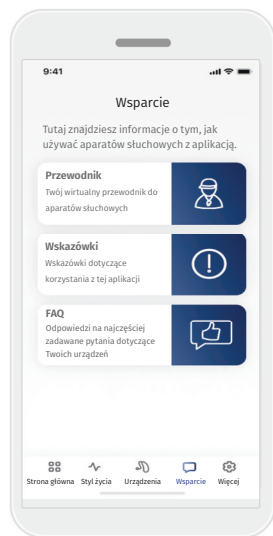 9:41
Wsparcie
Tutaj znajdziesz informacje o tym, jak
używać aparatów słuchowych z aplikacją.
Przewodnik
Twój wirtualny przewodnik do
aparatów słuchowych
Wskazówki
Wskazówki dotyczące
korzystania z tej aplikacji
FAQ
Odpowiedzi na najczęściej
zadawane pytania dotyczące
Twoich urządzeń
Strona główna Styl życia Urządzenia Wsparcie Więcej